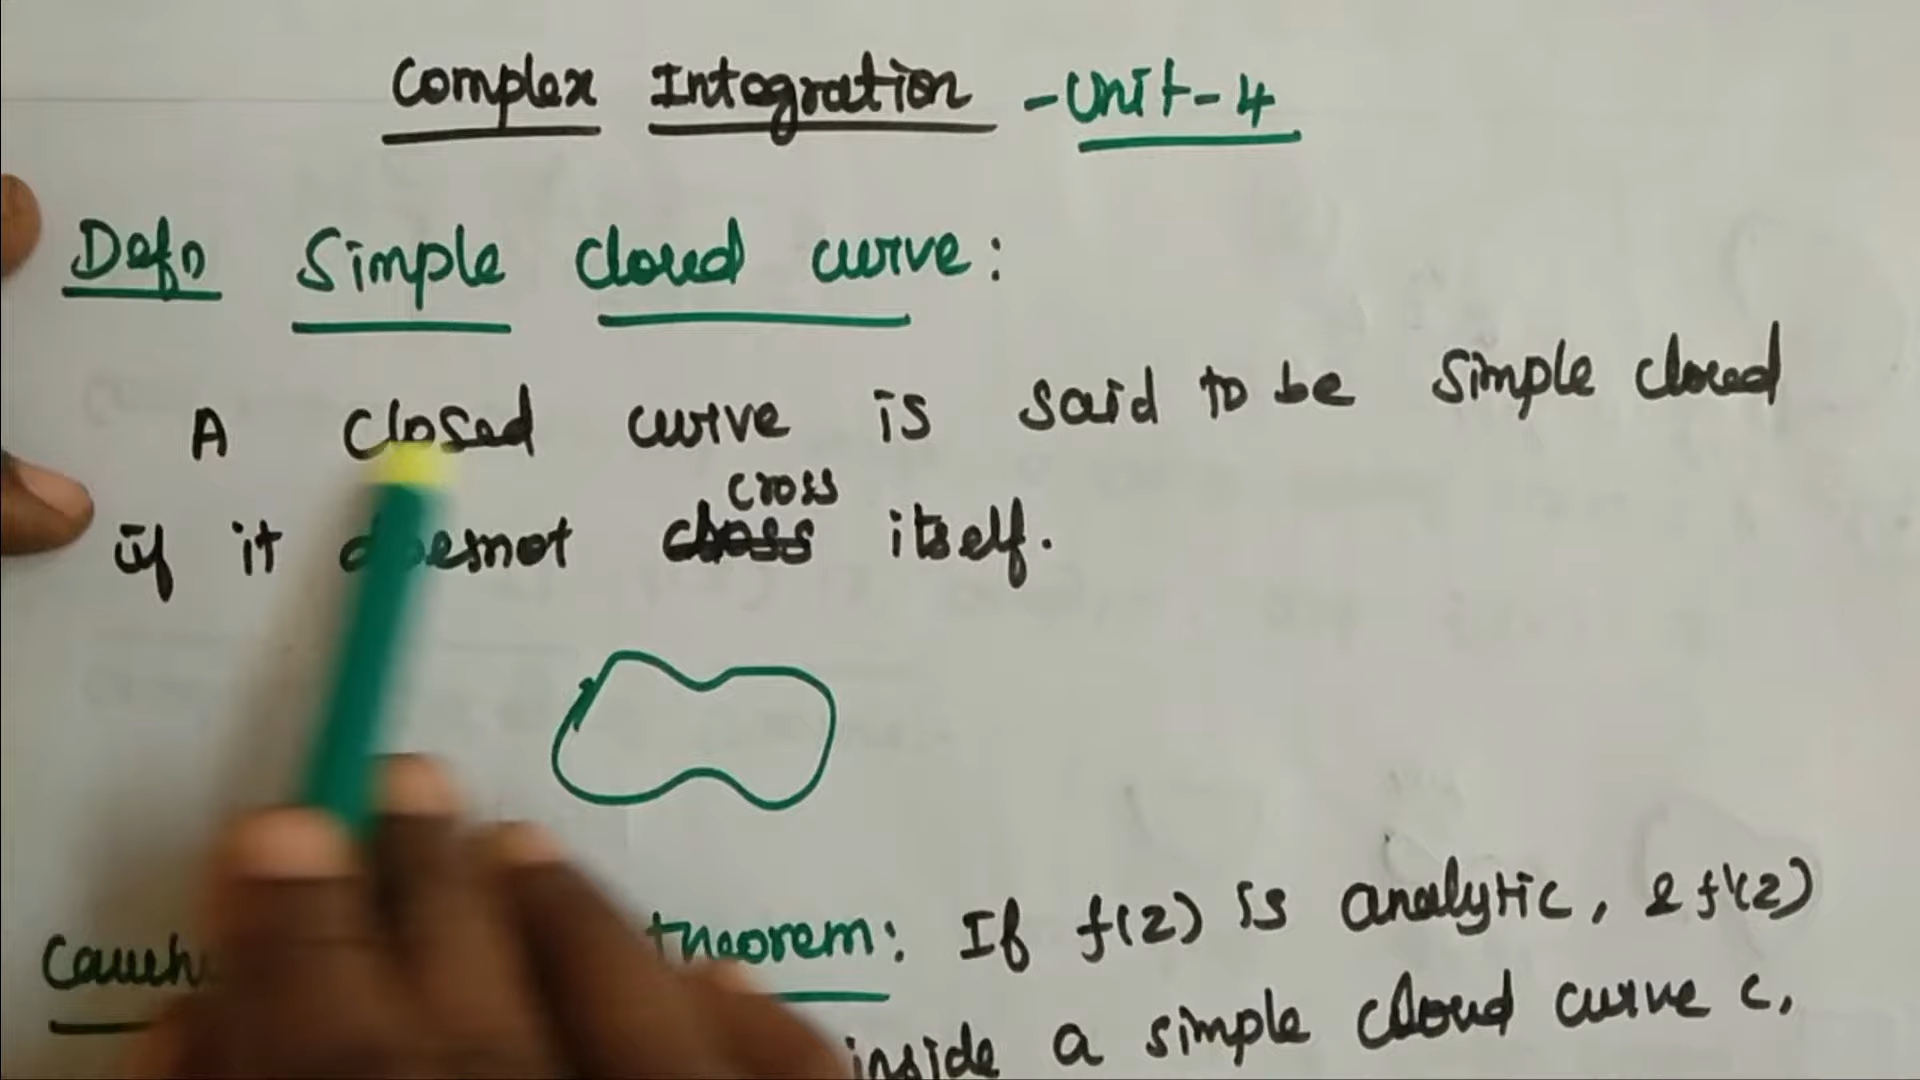 Complex Integration - Unit - 4
Defn Simple closed curve:
A closed curve is said to be simple closed
cross
if it doesnot itself.
theorem: If f(z) is analytic, & f'(z)
inside a simple closed curve c,